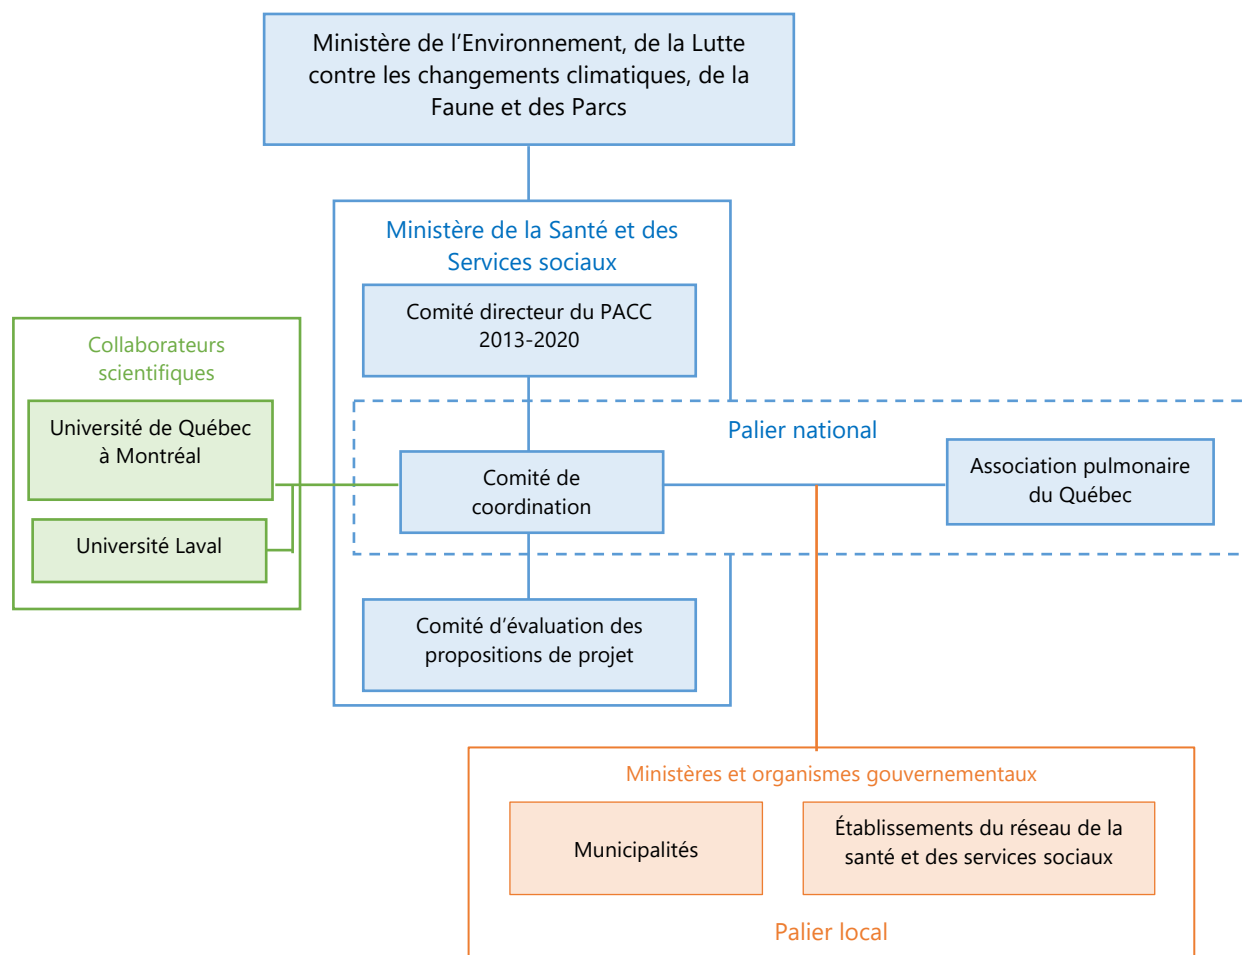 Ministère de l’Environnement, de la Lutte
contre les changements climatiques, de la
Faune et des Parcs
Ministère de la Santé et des
Services sociaux
Comité directeur du PACC
2013-2020
Collaborateurs
scientifiques
Université de Québec
à Montréal
Université Laval
Palier national
Comité de
coordination
Association pulmonaire
du Québec
Comité d’évaluation des
propositions de projet
Ministères et organismes gouvernementaux
Municipalités
Établissements du réseau de la
santé et des services sociaux
Palier local